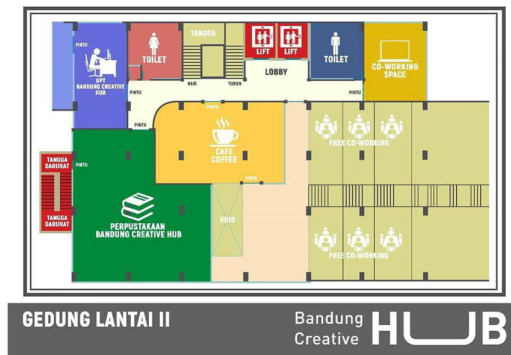 PINTU
UPT
BANDUNG CREATIVE
HUB
TOILET
TANGGA
NAIK
TURUN
LIFT
LIFT
LOBBY
TOILET
CO-WORKING
SPACE
PINTU
PINTU
PINTU
PINTU
PINTU
CAFE
COFFEE
PINTU
FREE CO-WORKING
TANGGA
DARURAT
TANGGA
DARURAT
PERPUSTAKAAN
BANDUNG CREATIVE HUB
VOID
FREE CO-WORKING
GEDUNG LANTAI II
Bandung
Creative
HUB